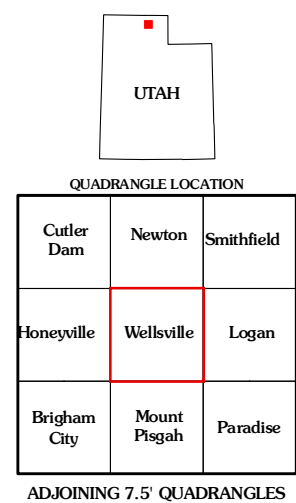 UTAH
QUADRANGLE LOCATION
Cutler
Dam
Newton
Smithfield
Honeyville
Wellsville
Logan
Brigham
City
Mount
Pisgah
Paradise
ADJOINING 7.5' QUADRANGLES